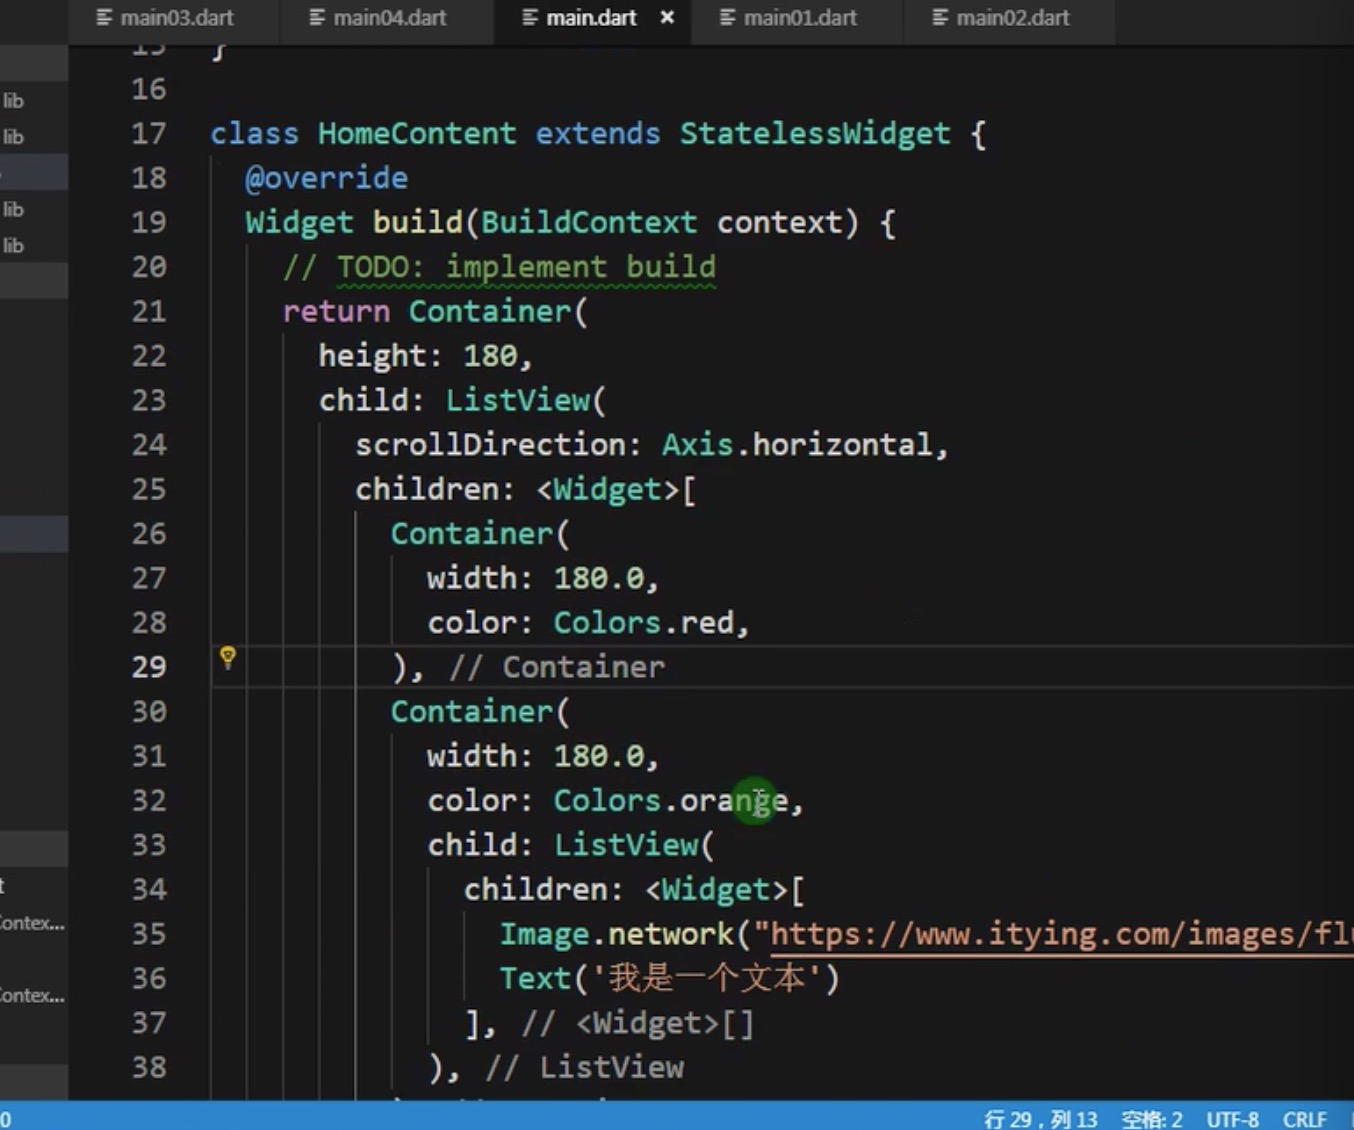 main03.dart main04.dart main.dart × main01.dart main02.dart
15 }
16
lib
17 class HomeContent extends StatelessWidget {
lib
18 @override
lib
19 Widget build(BuildContext context) {
lib
20 // TODO: implement build
21 return Container(
22 height: 180,
23 child: ListView(
24 scrollDirection: Axis.horizontal,
25 children: <Widget>[
26 Container(
27 width: 180.0,
28 color: Colors.red,
29 ), // Container
30 Container(
31 width: 180.0,
32 color: Colors.orange,
33 child: ListView(
34 children: <Widget>[
Contex...
35 Image.network("https://www.itying.com/images/fl
36 Text('我是一个文本')
Contex...
37 ], // <Widget>[]
38 ), // ListView
0 行 29，列 13 空格: 2 UTF-8 CRLF